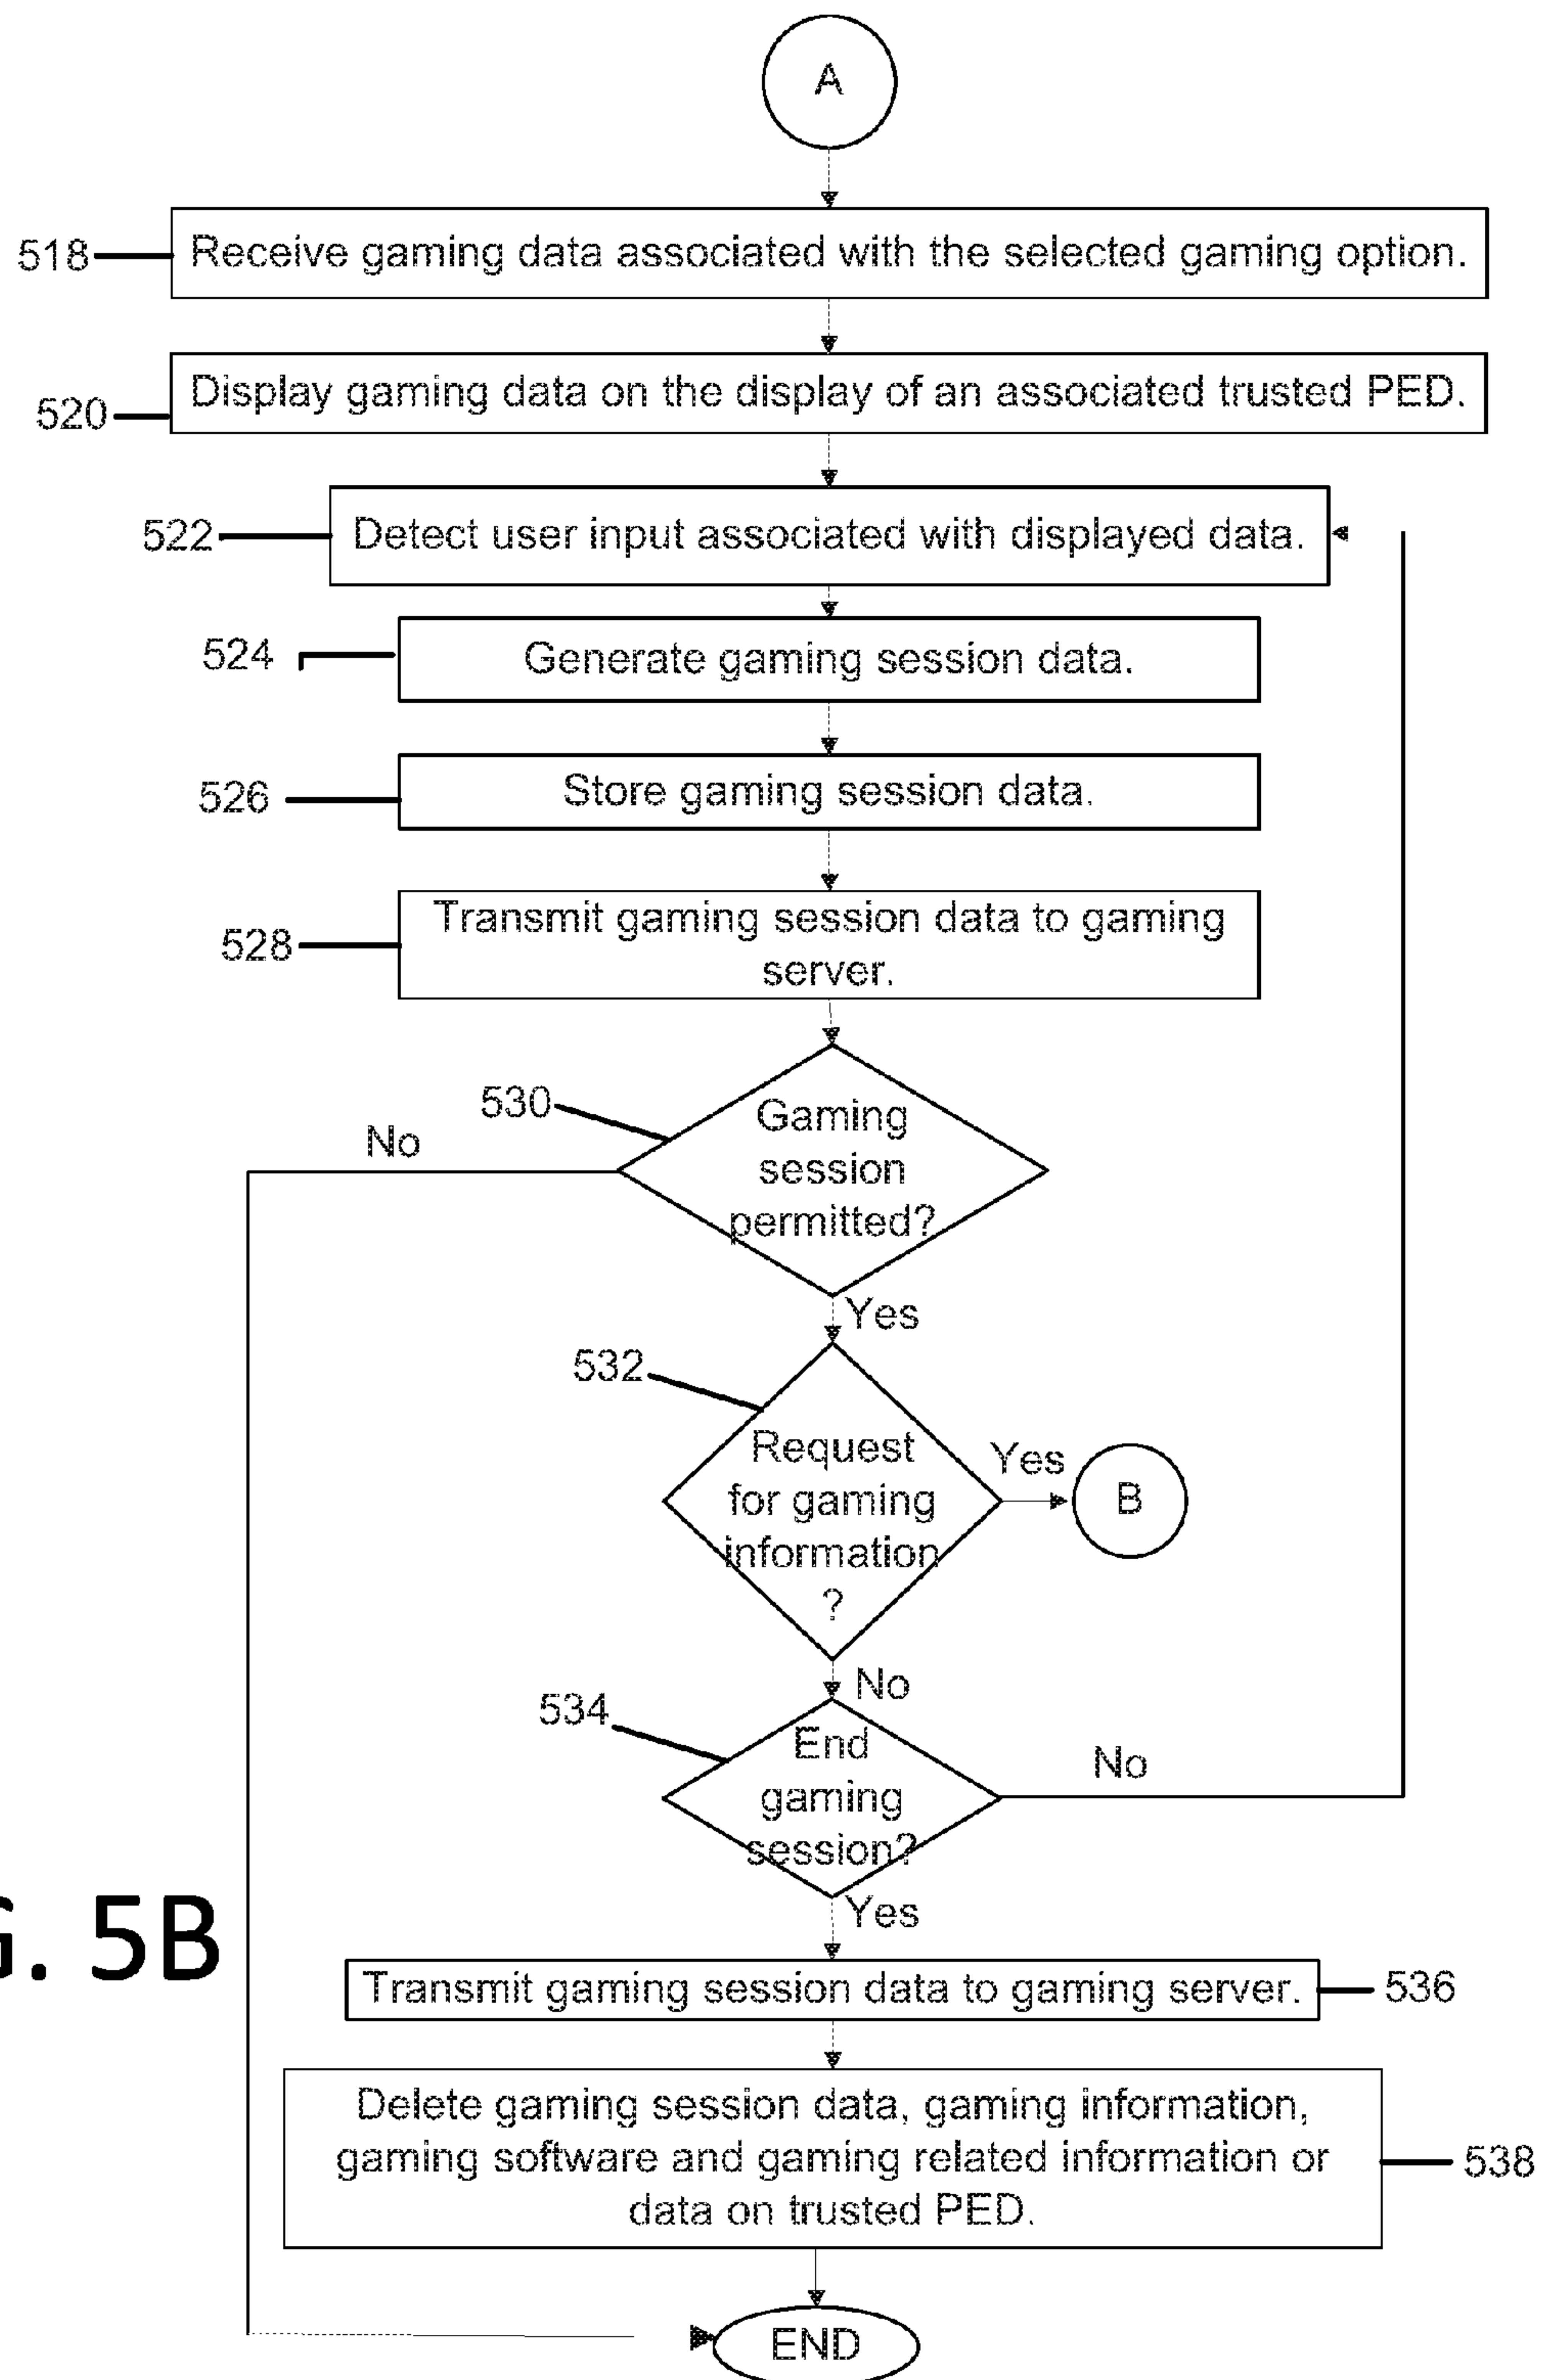 A
518
Receive gaming data associated with the selected gaming option.
520
Display gaming data on the display of an associated trusted PED.
522
Detect user input associated with displayed data.
524
Generate gaming session data.
526
Store gaming session data.
528
Transmit gaming session data to gaming
server.
530
No
Gaming
session
permitted?
Yes
532
Request
for gaming
information
?
Yes
B
No
534
End
gaming
session?
No
Yes
G. 5B
Transmit gaming session data to gaming server.
536
Delete gaming session data, gaming information,
gaming software and gaming related information or
data on trusted PED.
538
END